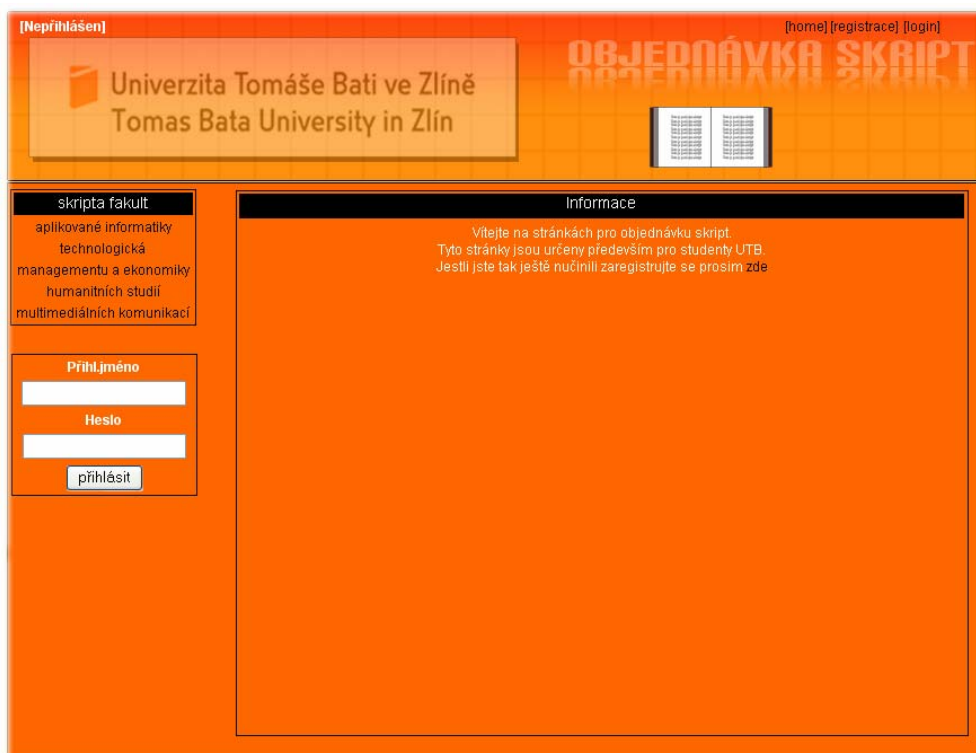 [Nepřihlášen]
[home] [registrace] [login]
OBJEDNÁVKA SKRIPT
Univerzita Tomáše Bati ve Zlíně
Tomas Bata University in Zlín
skripta fakult
aplikované informatiky
technologická
managementu a ekonomiky
humanitních studií
multimediálních komunikací
Přihl.jméno
Heslo
přihlásit
Informace
Vítejte na stránkách pro objednávku skript.
Tyto stránky jsou určeny především pro studenty UTB.
Jestli jste tak ještě nučinili zaregistrujte se prosim zde